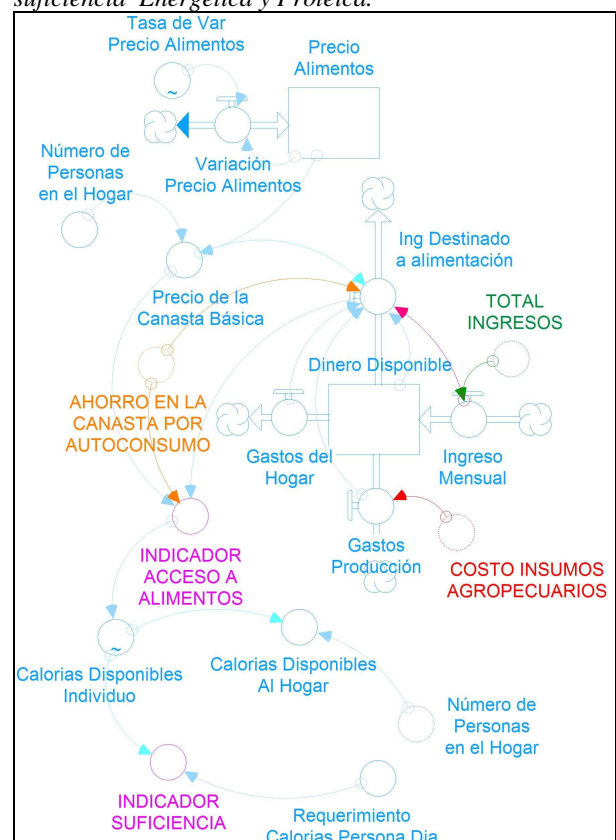 suficiencia Energética y Proteica.
Tasa de Var
Precio Alimentos
Precio
Alimentos
Número de
Personas
en el Hogar
Variación
Precio Alimentos
Ing Destinado
a alimentación
Precio de la
Canasta Básica
TOTAL
INGRESOS
Dinero Disponible
AHORRO EN LA
CANASTA POR
AUTOCONSUMO
Gastos del
Hogar
Ingreso
Mensual
Gastos
Producción
INDICADOR
ACCESO A
ALIMENTOS
COSTO INSUMOS
AGROPECUARIOS
Calorias Disponibles
Individuo
Calorias Disponibles
Al Hogar
Número de
Personas
en el Hogar
INDICADOR
SUFICIENCIA
Requerimiento
Calorias Persona Dia